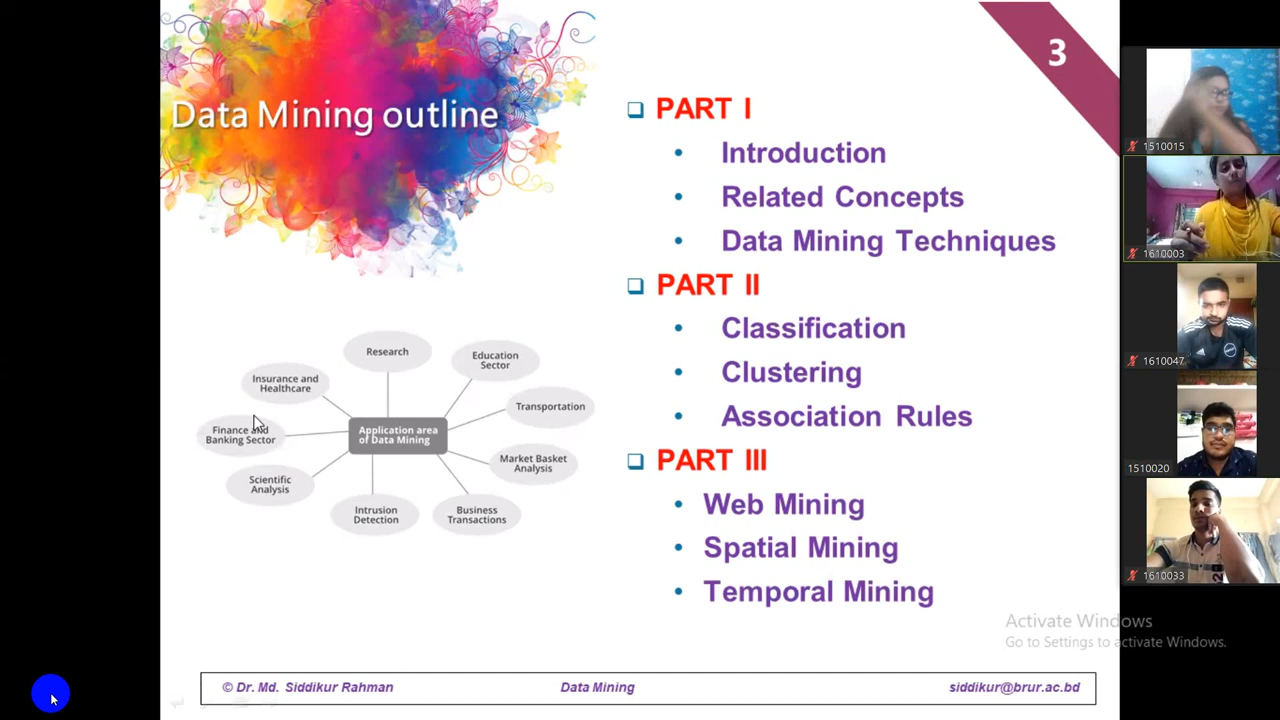 Data Mining outline
3
PART I
Introduction
Related Concepts
Data Mining Techniques
PART II
Classification
Clustering
Association Rules
PART III
Web Mining
Spatial Mining
Temporal Mining
Research
Education
Sector
Insurance and
Healthcare
Transportation
Finance and
Banking Sector
Application area
of Data Mining
Market Basket
Analysis
Scientific
Analysis
Intrusion
Detection
Business
Transactions
© Dr. Md. Siddikur Rahman
Data Mining
siddikur@brur.ac.bd
1510015
1610003
1610047
1510020
1610033
Activate Windows
Go to Settings to activate Windows.